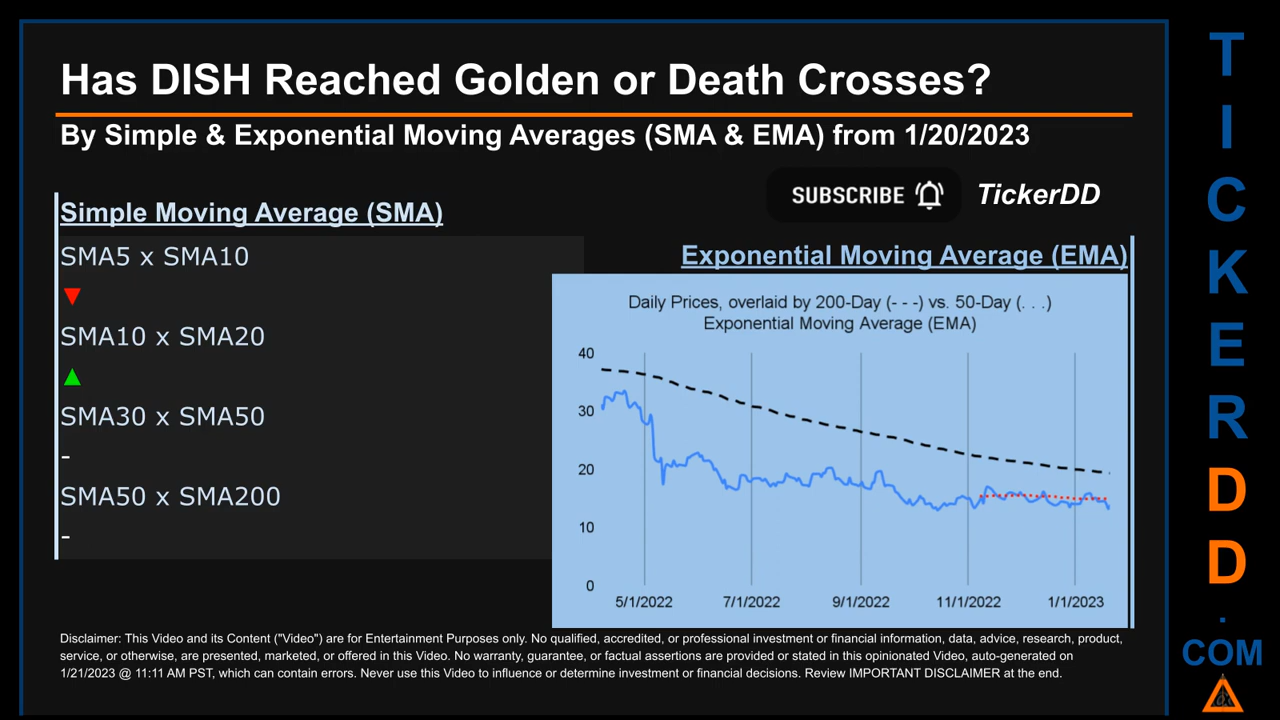 Has DISH Reached Golden or Death Crosses?
By Simple & Exponential Moving Averages (SMA & EMA) from 1/20/2023
SUBSCRIBE TickerDD
Simple Moving Average (SMA)
SMA5 x SMA10
▼
SMA10 x SMA20
▲
SMA30 x SMA50
-
SMA50 x SMA200
-
Exponential Moving Average (EMA)
Daily Prices, overlaid by 200-Day (- - -) vs. 50-Day (. . .)
Exponential Moving Average (EMA)
40
30
20
10
0
5/1/2022 7/1/2022 9/1/2022 11/1/2022 1/1/2023
Disclaimer: This Video and its Content ("Video") are for Entertainment Purposes only. No qualified, accredited, or professional investment or financial information, data, advice, research, product,
service, or otherwise, are presented, marketed, or offered in this Video. No warranty, guarantee, or factual assertions are provided or stated in this opinionated Video, auto-generated on
1/21/2023 @ 11:11 AM PST, which can contain errors. Never use this Video to influence or determine investment or financial decisions. Review IMPORTANT DISCLAIMER at the end.
T
I
C
K
E
R
D
D
.
COM